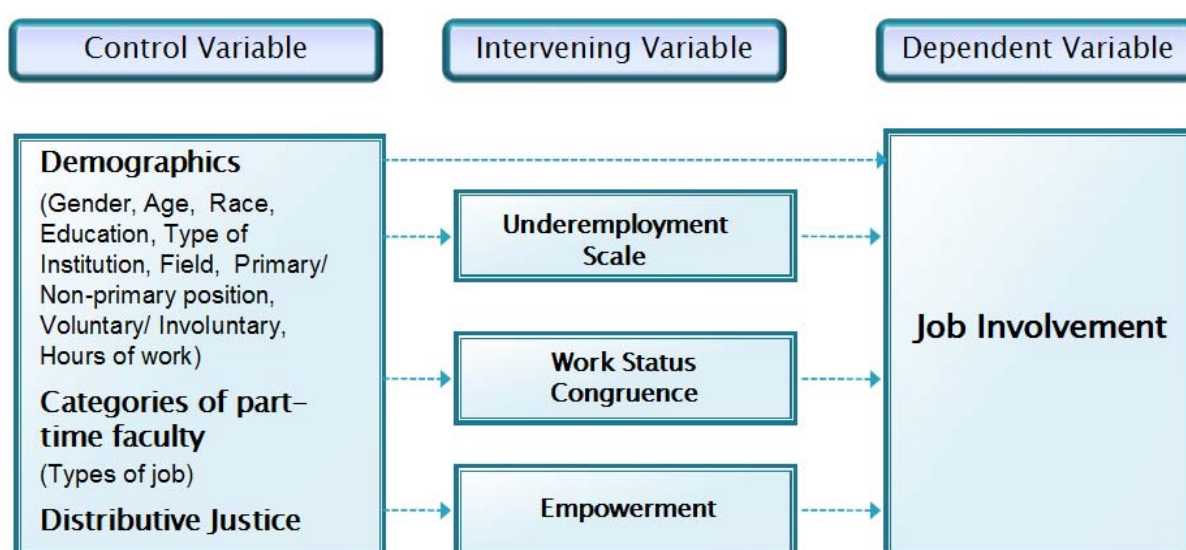 Control Variable
Intervening Variable
Dependent Variable
Demographics
(Gender, Age, Race,
Education, Type of
Institution, Field, Primary/
Non-primary position,
Voluntary/ Involuntary,
Hours of work)
Categories of part-
time faculty
(Types of job)
Distributive Justice
Underemployment
Scale
Work Status
Congruence
Empowerment
Job Involvement